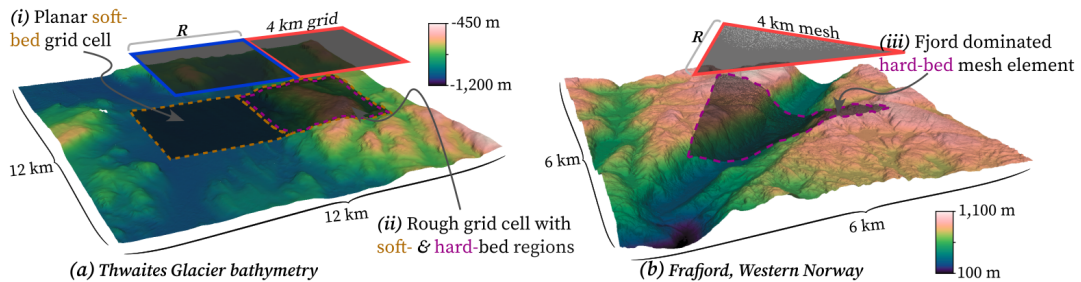 (i) Planar soft-
bed grid cell
R
4 km grid
-450 m
-1,200 m
12 km
12 km
(ii) Rough grid cell with
soft- & hard-bed regions
(a) Thwaites Glacier bathymetry
R
4 km mesh
(iii) Fjord dominated
hard-bed mesh element
6 km
6 km
1,100 m
100 m
(b) Frafjord, Western Norway